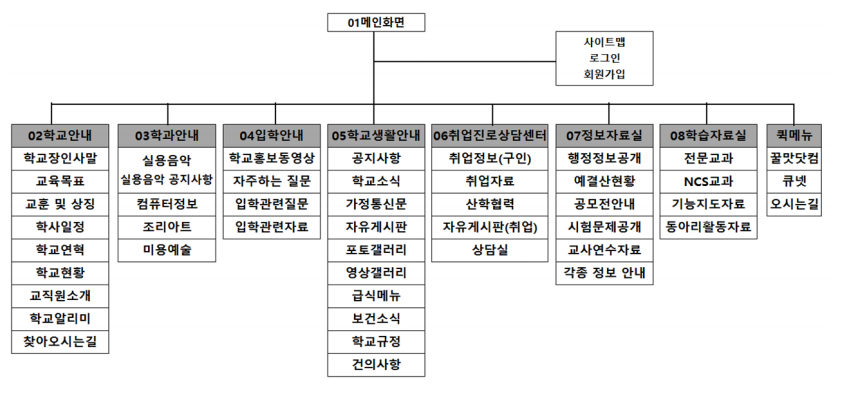 01메인화면
사이트맵
로그인
회원가입
02학교안내
학교장인사말
교육목표
교훈 및 상징
학사일정
학교연혁
학교현황
교직원소개
학교알리미
찾아오시는길
03학과안내
실용음악
실용음악 공지사항
컴퓨터정보
조리아트
미용예술
04입학안내
학교홍보동영상
자주하는 질문
입학관련질문
입학관련자료
05학교생활안내
공지사항
학교소식
가정통신문
자유게시판
포토갤러리
영상갤러리
급식메뉴
보건소식
학교규정
건의사항
06취업진로상담센터
취업정보(구인)
취업자료
산학협력
자유게시판(취업)
상담실
07정보자료실
행정정보공개
예결산현황
공모전안내
시험문제공개
교사연수자료
각종 정보 안내
08학습자료실
전문교과
NCS교과
기능지도자료
동아리활동자료
퀵메뉴
꿀맛닷컴
큐넷
오시는길